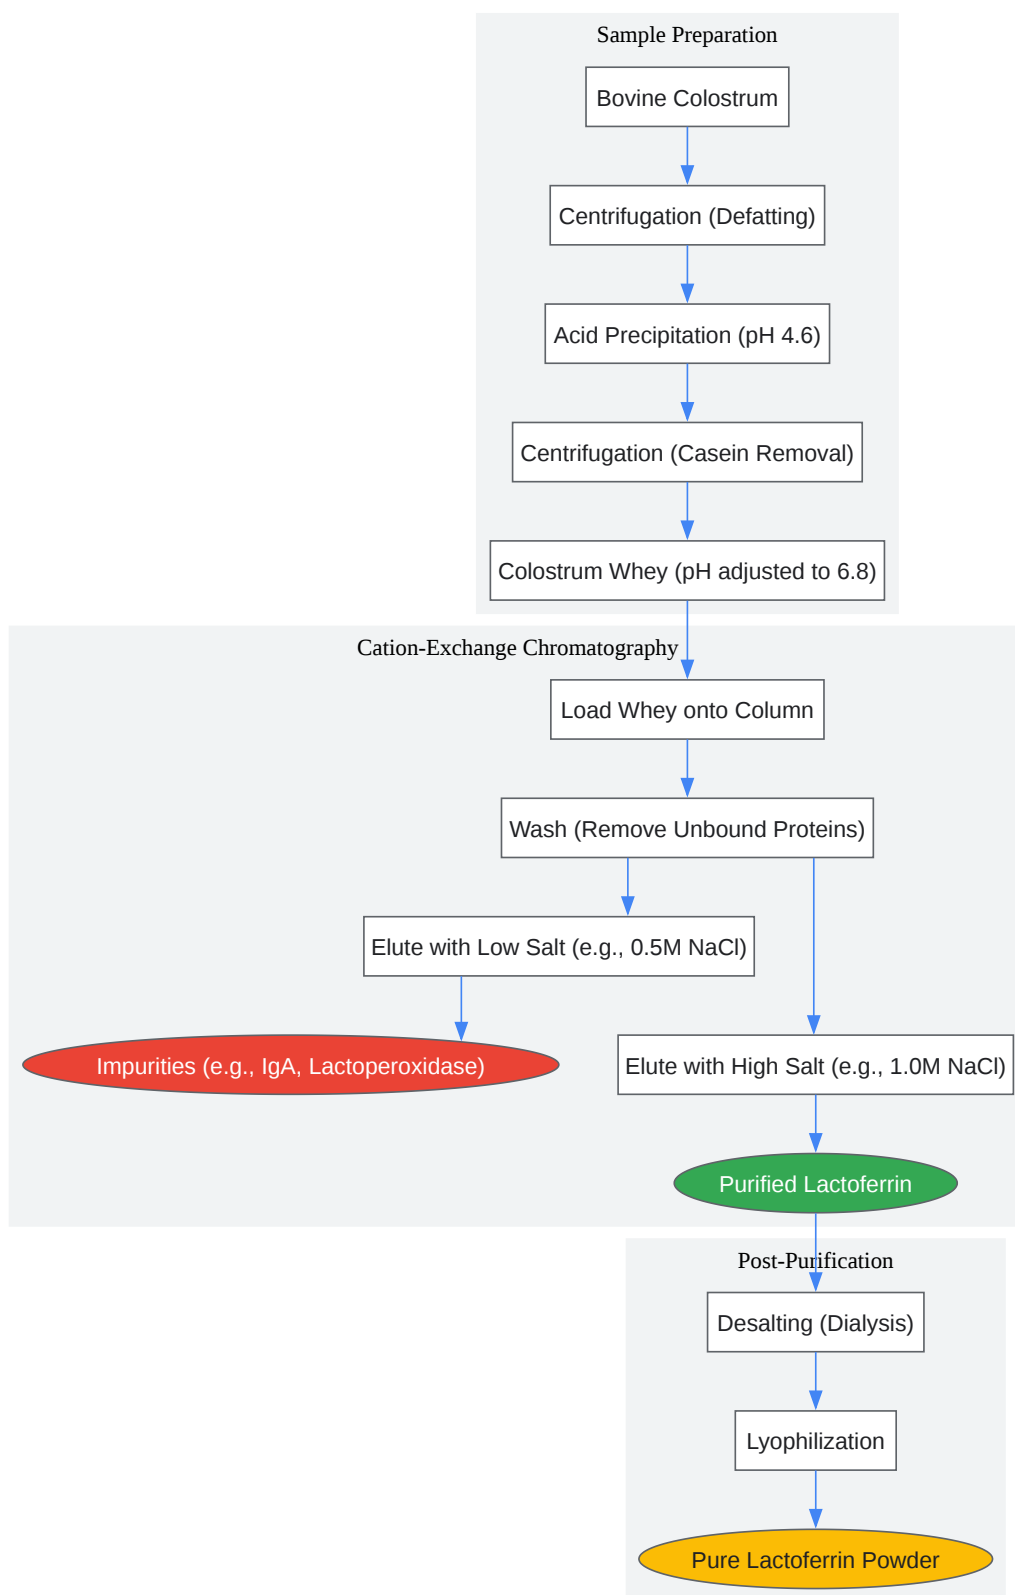 Sample Preparation
Bovine Colostrum
Centrifugation (Defatting)
Acid Precipitation (pH 4.6)
Centrifugation (Casein Removal)
Colostrum Whey (pH adjusted to 6.8)
Cation-Exchange Chromatography
Load Whey onto Column
Wash (Remove Unbound Proteins)
Elute with Low Salt (e.g., 0.5M NaCl)
Impurities (e.g., IgA, Lactoperoxidase)
Elute with High Salt (e.g., 1.0M NaCl)
Purified Lactoferrin
Post-Purification
Desalting (Dialysis)
Lyophilization
Pure Lactoferrin Powder